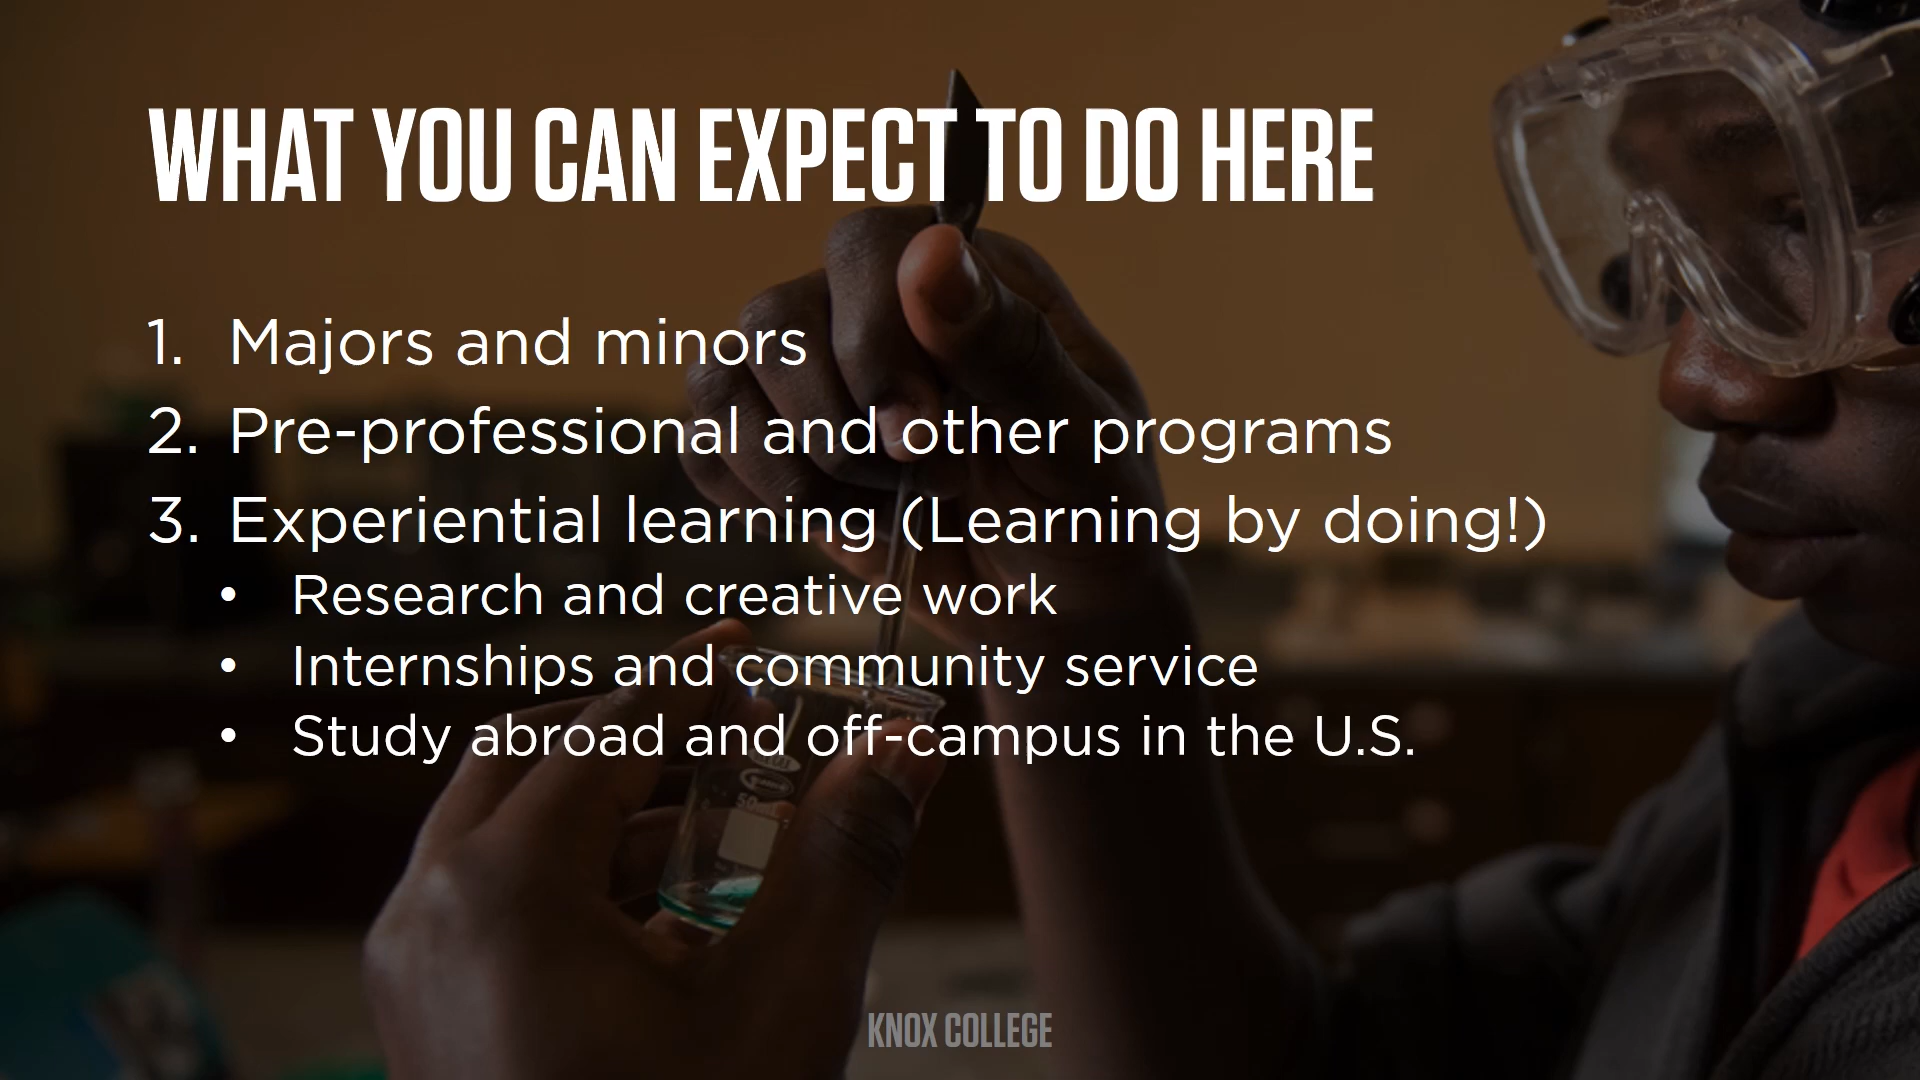 WHAT YOU CAN EXPECT TO DO HERE
1. Majors and minors
2. Pre-professional and other programs
3. Experiential learning (Learning by doing!)
• Research and creative work
• Internships and community service
• Study abroad and off-campus in the U.S.
KNOX COLLEGE